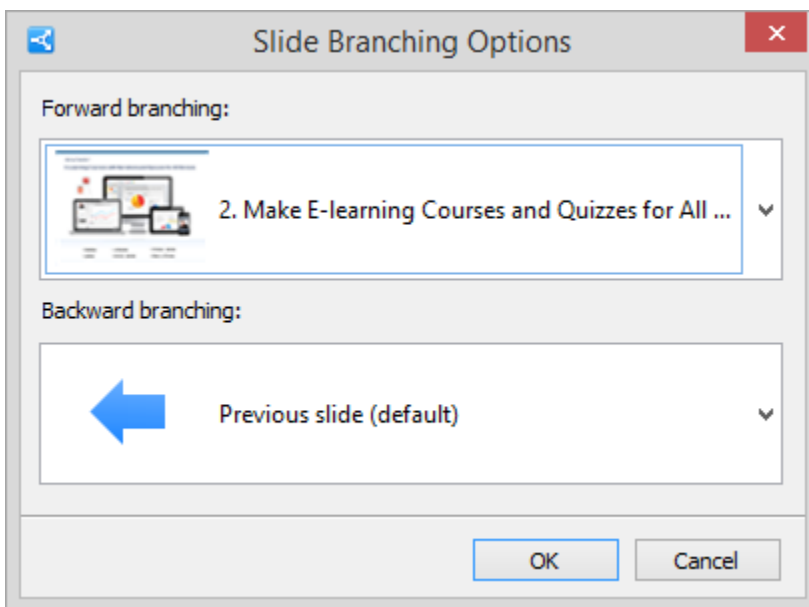 Slide Branching Options
Forward branching:
2. Make E-learning Courses and Quizzes for All ...
Backward branching:
Previous slide (default)
OK
Cancel